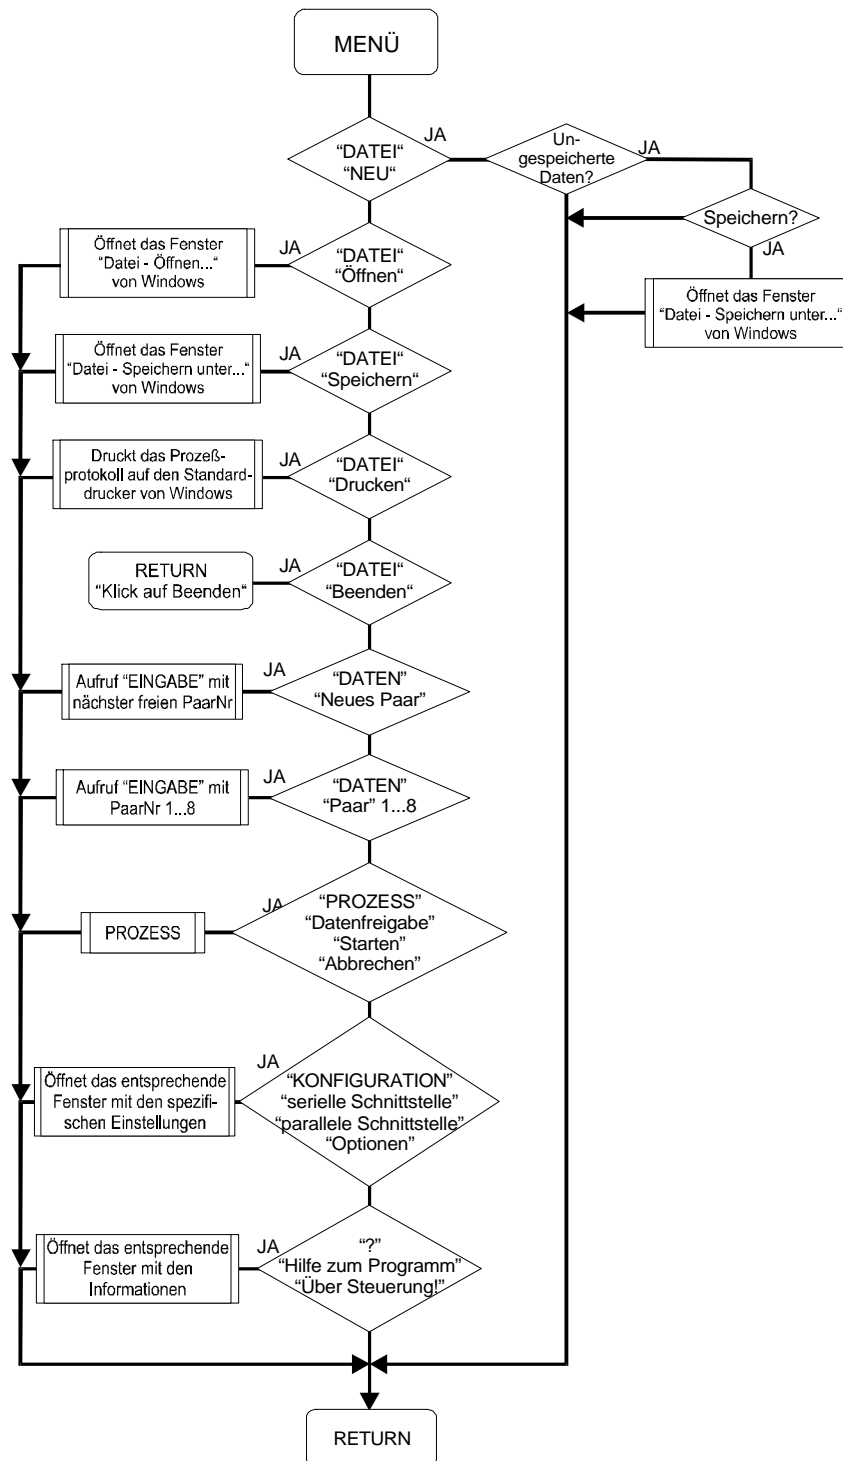 MENÜ
JA
“DATEI“
“NEU“
Un-
gespeicherte
Daten?
JA
Speichern?
JA
Öffnet das Fenster
“Datei - Speichern unter...“
von Windows
Öffnet das Fenster
“Datei - Öffnen...“
von Windows
JA
“DATEI“
“Öffnen“
Öffnet das Fenster
“Datei - Speichern unter...“
von Windows
JA
“DATEI“
“Speichern“
Druckt das Prozeß-
protokoll auf den Standard-
drucker von Windows
JA
“DATEI“
“Drucken“
RETURN
“Klick auf Beenden“
JA
“DATEI“
“Beenden“
Aufruf “EINGABE” mit
nächster freien PaarNr
JA
“DATEN”
“Neues Paar”
Aufruf “EINGABE” mit
PaarNr 1...8
JA
“DATEN”
“Paar” 1...8
PROZESS
JA
“PROZESS”
“Datenfreigabe”
“Starten”
“Abbrechen”
Öffnet das entsprechende
Fenster mit den spezifi-
schen Einstellungen
JA
“KONFIGURATION”
“serielle Schnittstelle”
“parallele Schnittstelle”
“Optionen”
Öffnet das entsprechende
Fenster mit den
Informationen
JA
“?”
“Hilfe zum Programm”
“Über Steuerung!”
RETURN